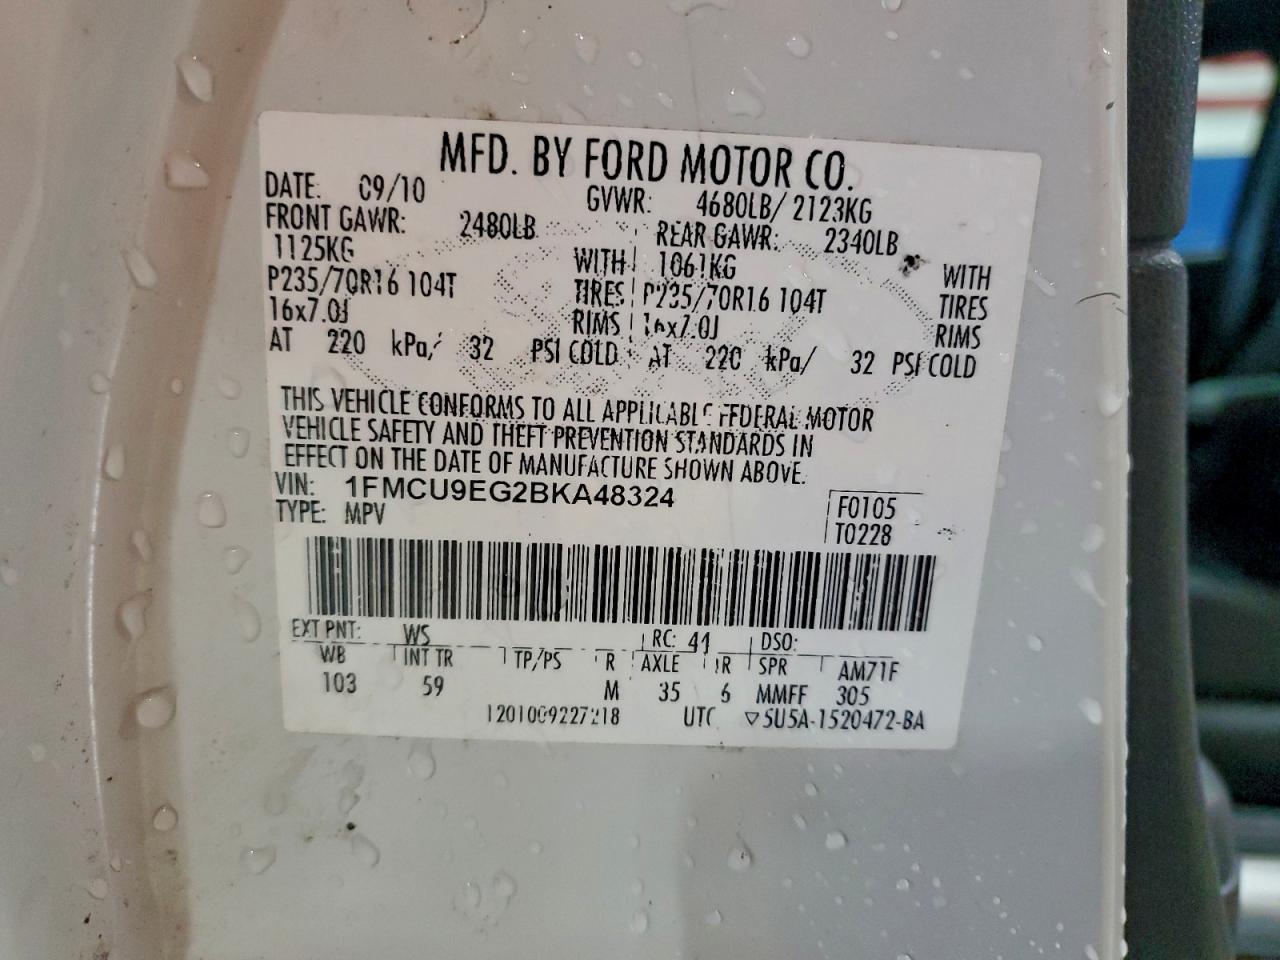 MFD. BY FORD MOTOR CO.
DATE: 09/10 GVWR: 4680LB/ 2123KG
FRONT GAWR: 2480LB REAR GAWR: 2340LB
1125KG WITH 1061KG WITH
P235/70R16 104T TIRES P235/70R16 104T TIRES
16x7.0J RIMS 16x7.0J RIMS
AT 220 kPa/ 32 PSI COLD AT 220 kPa/ 32 PSI COLD
THIS VEHICLE CONFORMS TO ALL APPLICABLE FEDERAL MOTOR
VEHICLE SAFETY AND THEFT PREVENTION STANDARDS IN
EFFECT ON THE DATE OF MANUFACTURE SHOWN ABOVE.
VIN: 1FMCU9EG2BKA48324 F0105
TYPE: MPV T0228
EXT PNT: WS RC: 41 DSO:
WB INT TR TP/PS R AXLE R SPR AM71F
103 59 M 35 6 MMFF 305
1201009227218 UTC ▽5U5A-1520472-BA